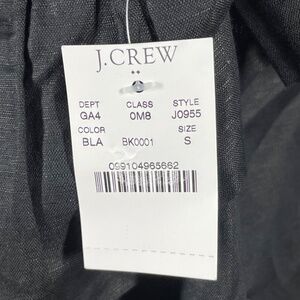 J.CREW
DEPT CLASS STYLE
GA4 0M8 J0955
COLOR SIZE
BLA BK0001 S
099104965662